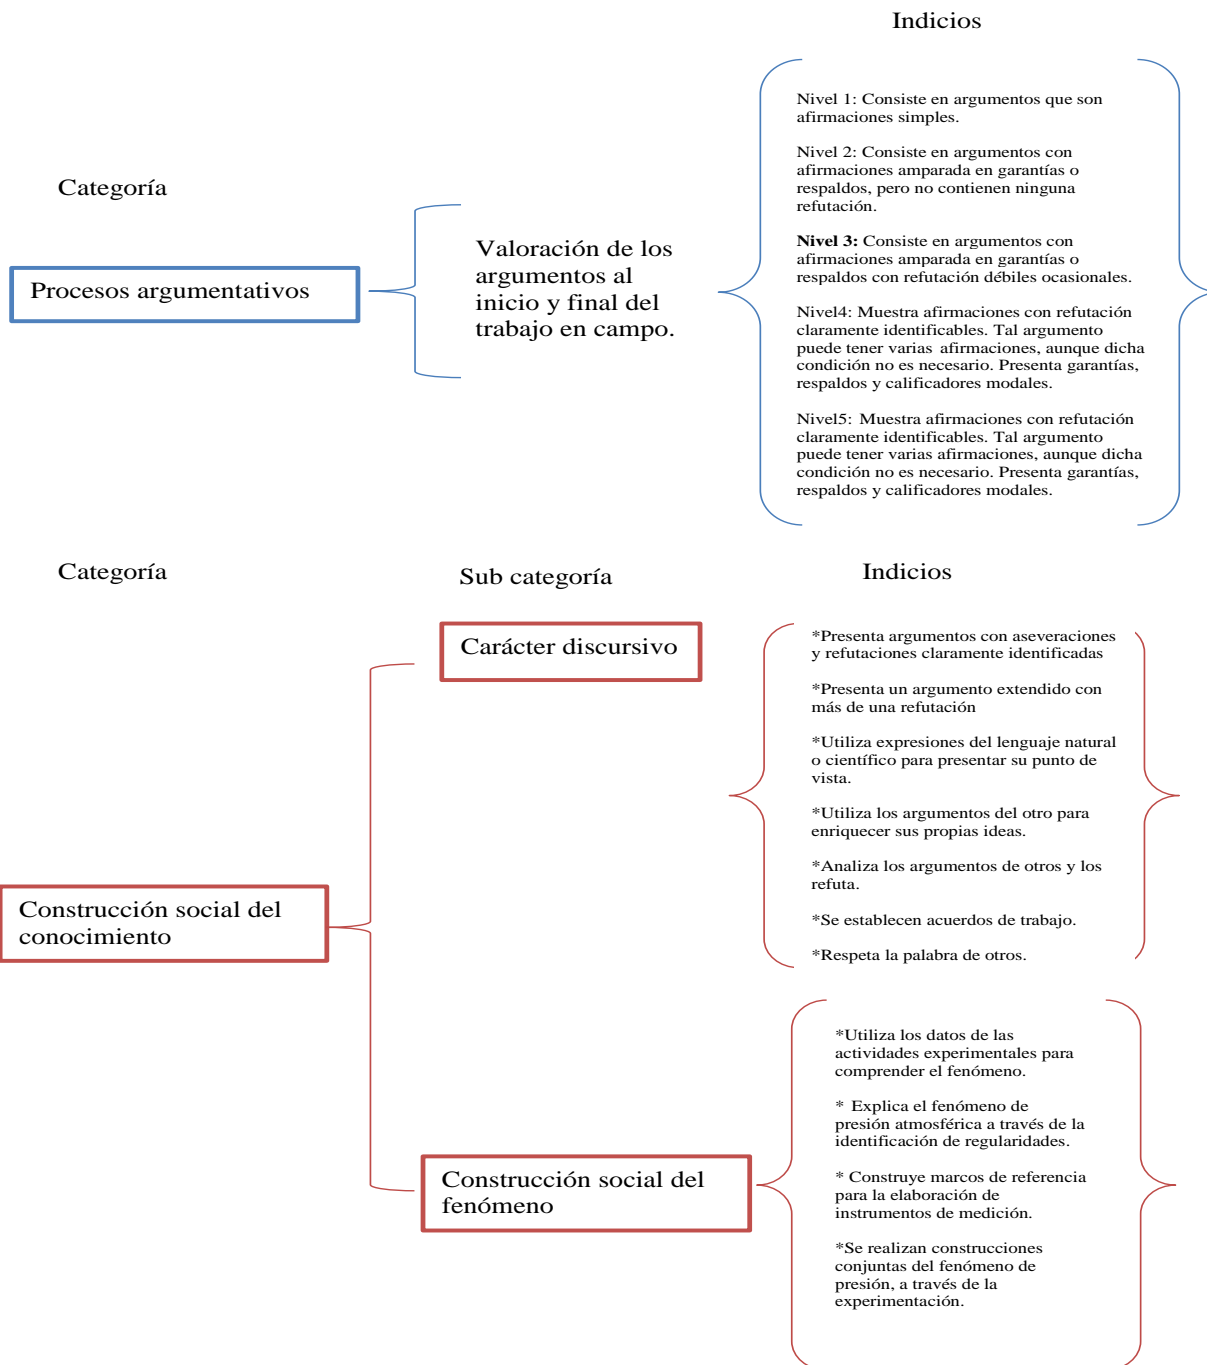 Indicios
Nivel 1: Consiste en argumentos que son
afirmaciones simples.
Nivel 2: Consiste en argumentos con
afirmaciones amparada en garantías o
respaldos, pero no contienen ninguna
refutación.
Categoría
Nivel 3: Consiste en argumentos con
afirmaciones amparada en garantías o
respaldos con refutación débiles ocasionales.
Procesos argumentativos
Valoración de los
argumentos al
inicio y final del
trabajo en campo.
Nivel4: Muestra afirmaciones con refutación
claramente identificables. Tal argumento
puede tener varias afirmaciones, aunque dicha
condición no es necesario. Presenta garantías,
respaldos y calificadores modales.
Nivel5: Muestra afirmaciones con refutación
claramente identificables. Tal argumento
puede tener varias afirmaciones, aunque dicha
condición no es necesario. Presenta garantías,
respaldos y calificadores modales.
Categoría
Sub categoría
Indicios
Carácter discursivo
*Presenta argumentos con aseveraciones
y refutaciones claramente identificadas
*Presenta un argumento extendido con
más de una refutación
*Utiliza expresiones del lenguaje natural
o científico para presentar su punto de
vista.
*Utiliza los argumentos del otro para
enriquecer sus propias ideas.
*Analiza los argumentos de otros y los
refuta.
*Se establecen acuerdos de trabajo.
*Respeta la palabra de otros.
Construcción social del
conocimiento
*Utiliza los datos de las
actividades experimentales para
comprender el fenómeno.
* Explica el fenómeno de
presión atmosférica a través de la
identificación de regularidades.
Construcción social del
fenómeno
* Construye marcos de referencia
para la elaboración de
instrumentos de medición.
*Se realizan construcciones
conjuntas del fenómeno de
presión, a través de la
experimentación.